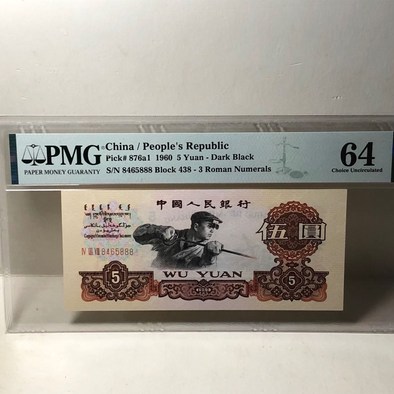 PMG
PAPER MONEY GUARANTY
China / People's Republic
Pick# 876a1 1960 5 Yuan - Dark Black
S/N 8465888 Block 438 - 3 Roman Numerals
64
Choice Uncirculated
中國人民銀行
伍圓
8465888
5
WU YUAN
5